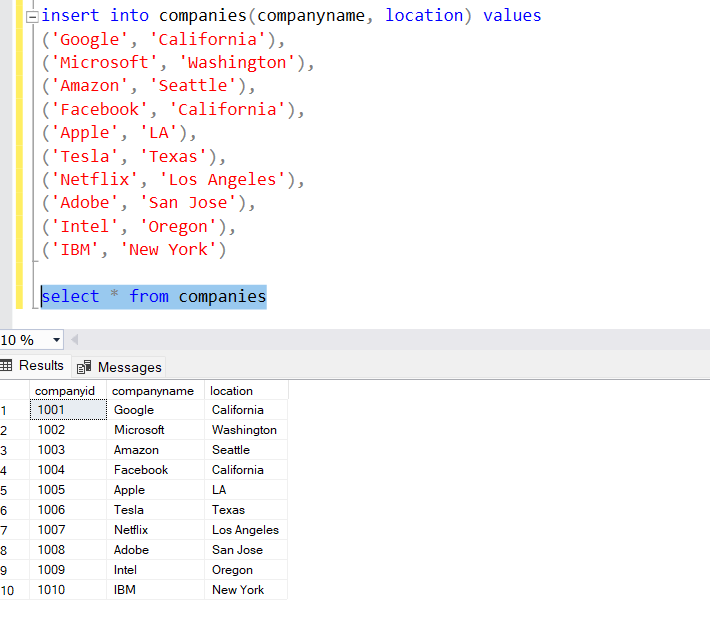 insert into companies(companyname, location) values
('Google', 'California'),
('Microsoft', 'Washington'),
('Amazon', 'Seattle'),
('Facebook', 'California'),
('Apple', 'LA'),
('Tesla', 'Texas'),
('Netflix', 'Los Angeles'),
('Adobe', 'San Jose'),
('Intel', 'Oregon'),
('IBM', 'New York')
select * from companies
10 %
Results Messages
companyid companyname location
1 1001 Google California
2 1002 Microsoft Washington
3 1003 Amazon Seattle
4 1004 Facebook California
5 1005 Apple LA
6 1006 Tesla Texas
7 1007 Netflix Los Angeles
8 1008 Adobe San Jose
9 1009 Intel Oregon
10 1010 IBM New York